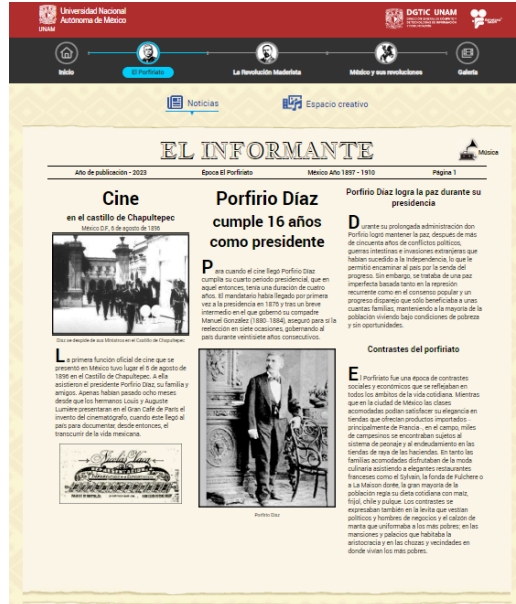 Universidad Nacional
Autónoma de México
UNAM
DGTIC UNAM
Inicio
El Porfiriato
La Revolución Maderista
México y sus revoluciones
Galería
Noticias
Espacio creativo
EL INFORMANTE
Música
Año de publicación - 2023
Época El Porfiriato
México Año 1897 - 1910
Página 1
Cine
en el castillo de Chapultepec
México D.F., 6 de agosto de 1896
Díaz se despide de sus Ministros en el Castillo de Chapultepec.
La primera función oficial de cine que se
presentó en México tuvo lugar el 6 de agosto de
1896 en el Castillo de Chapultepec. A ella
asistieron el presidente Porfirio Díaz, su familia y
amigos. Apenas habían pasado ocho meses
desde que los hermanos Louis y Auguste
Lumière presentaran en el Gran Café de París el
invento del cinematógrafo, cuando éste llegó al
país para documentar, desde entonces, el
transcurrir de la vida mexicana.
Porfirio Díaz
cumple 16 años
como presidente
Para cuando el cine llegó Porfirio Díaz
cumplía su cuarto periodo presidencial, que en
aquel entonces, tenía una duración de cuatro
años. El mandatario había llegado por primera
vez a la presidencia en 1876 y tras un breve
intermedio en el que gobernó su compadre
Manuel González (1880- 1884), aseguró para sí la
reelección en siete ocasiones, gobernando al
país durante veintisiete años consecutivos.
Porfirio Díaz
Porfirio Díaz logra la paz durante su
presidencia
Durante su prolongada administración don
Porfirio logró mantener la paz, después de más
de cincuenta años de conflictos políticos,
guerras intestinas e invasiones extranjeras que
habían sucedido a la Independencia, lo que le
permitió encaminar al país por la senda del
progreso. Sin embargo, se trataba de una paz
imperfecta basada tanto en la represión
recurrente como en el consenso popular y un
progreso disparejo que sólo beneficiaba a unas
cuantas familias, manteniendo a la mayoría de la
población viviendo bajo condiciones de pobreza
y sin oportunidades.
Contrastes del porfiriato
El Porfiriato fue una época de contrastes
sociales y económicos que se reflejaban en
todos los ámbitos de la vida cotidiana. Mientras
que en la ciudad de México las clases
acomodadas podían satisfacer su elegancia en
tiendas que ofrecían productos importados -
principalmente de Francia-, en el campo, miles
de campesinos se encontraban sujetos al
sistema de peonaje y al endeudamiento en las
tiendas de raya de las haciendas. En tanto las
familias acomodadas disfrutaban de la moda
culinaria asistiendo a elegantes restaurantes
franceses como el Sylvain, la fonda de Fulchere o
a La Maison dorée, la gran mayoría de la
población regía su dieta cotidiana con maíz,
frijol, chile y pulque. Los contrastes se
expresaban también en la levita que vestían
políticos y hombres de negocios y el calzón de
manta que uniformaba a los más pobres; en las
mansiones y palacios que habitaba la
aristocracia y en las chozas y vecindades en
donde vivían los más pobres.